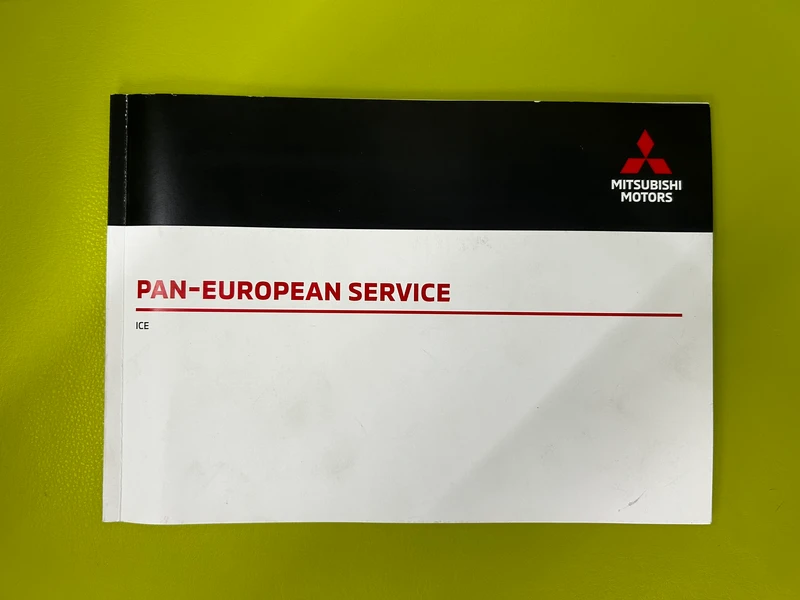 MITSUBISHI
MOTORS
PAN-EUROPEAN SERVICE
ICE